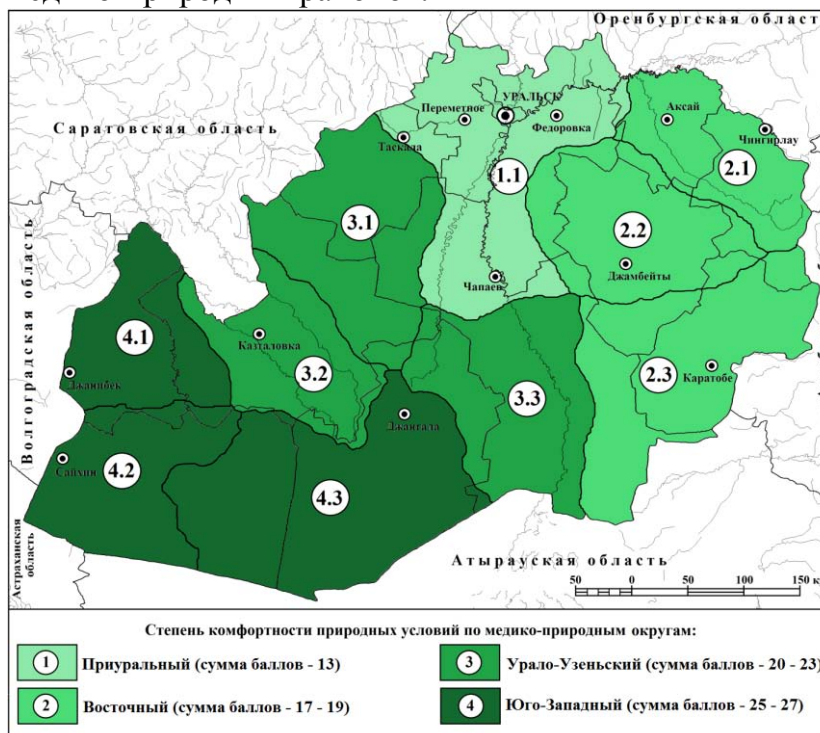 Оренбургская област
Саратовская область
Волгоградская область
Астраханская
область
Атырауская область
УРАЛЬСК
Переметное
Федоровка
Таскала
Аксай
Чингирлау
1.1
2.1
3.1
2.2
Джамбейты
Чапаев
4.1
Казталовка
3.2
Джанибек
2.3
Каратобе
3.3
Джангала
Сайхин
4.2
4.3
50 0 50 100 150 к
Степень комфортности природных условий по медико-природным округам:
1 Приуральный (сумма баллов - 13)
2 Восточный (сумма баллов - 17 - 19)
3 Урало-Узеньский (сумма баллов - 20 - 23)
4 Юго-Западный (сумма баллов - 25 - 27)